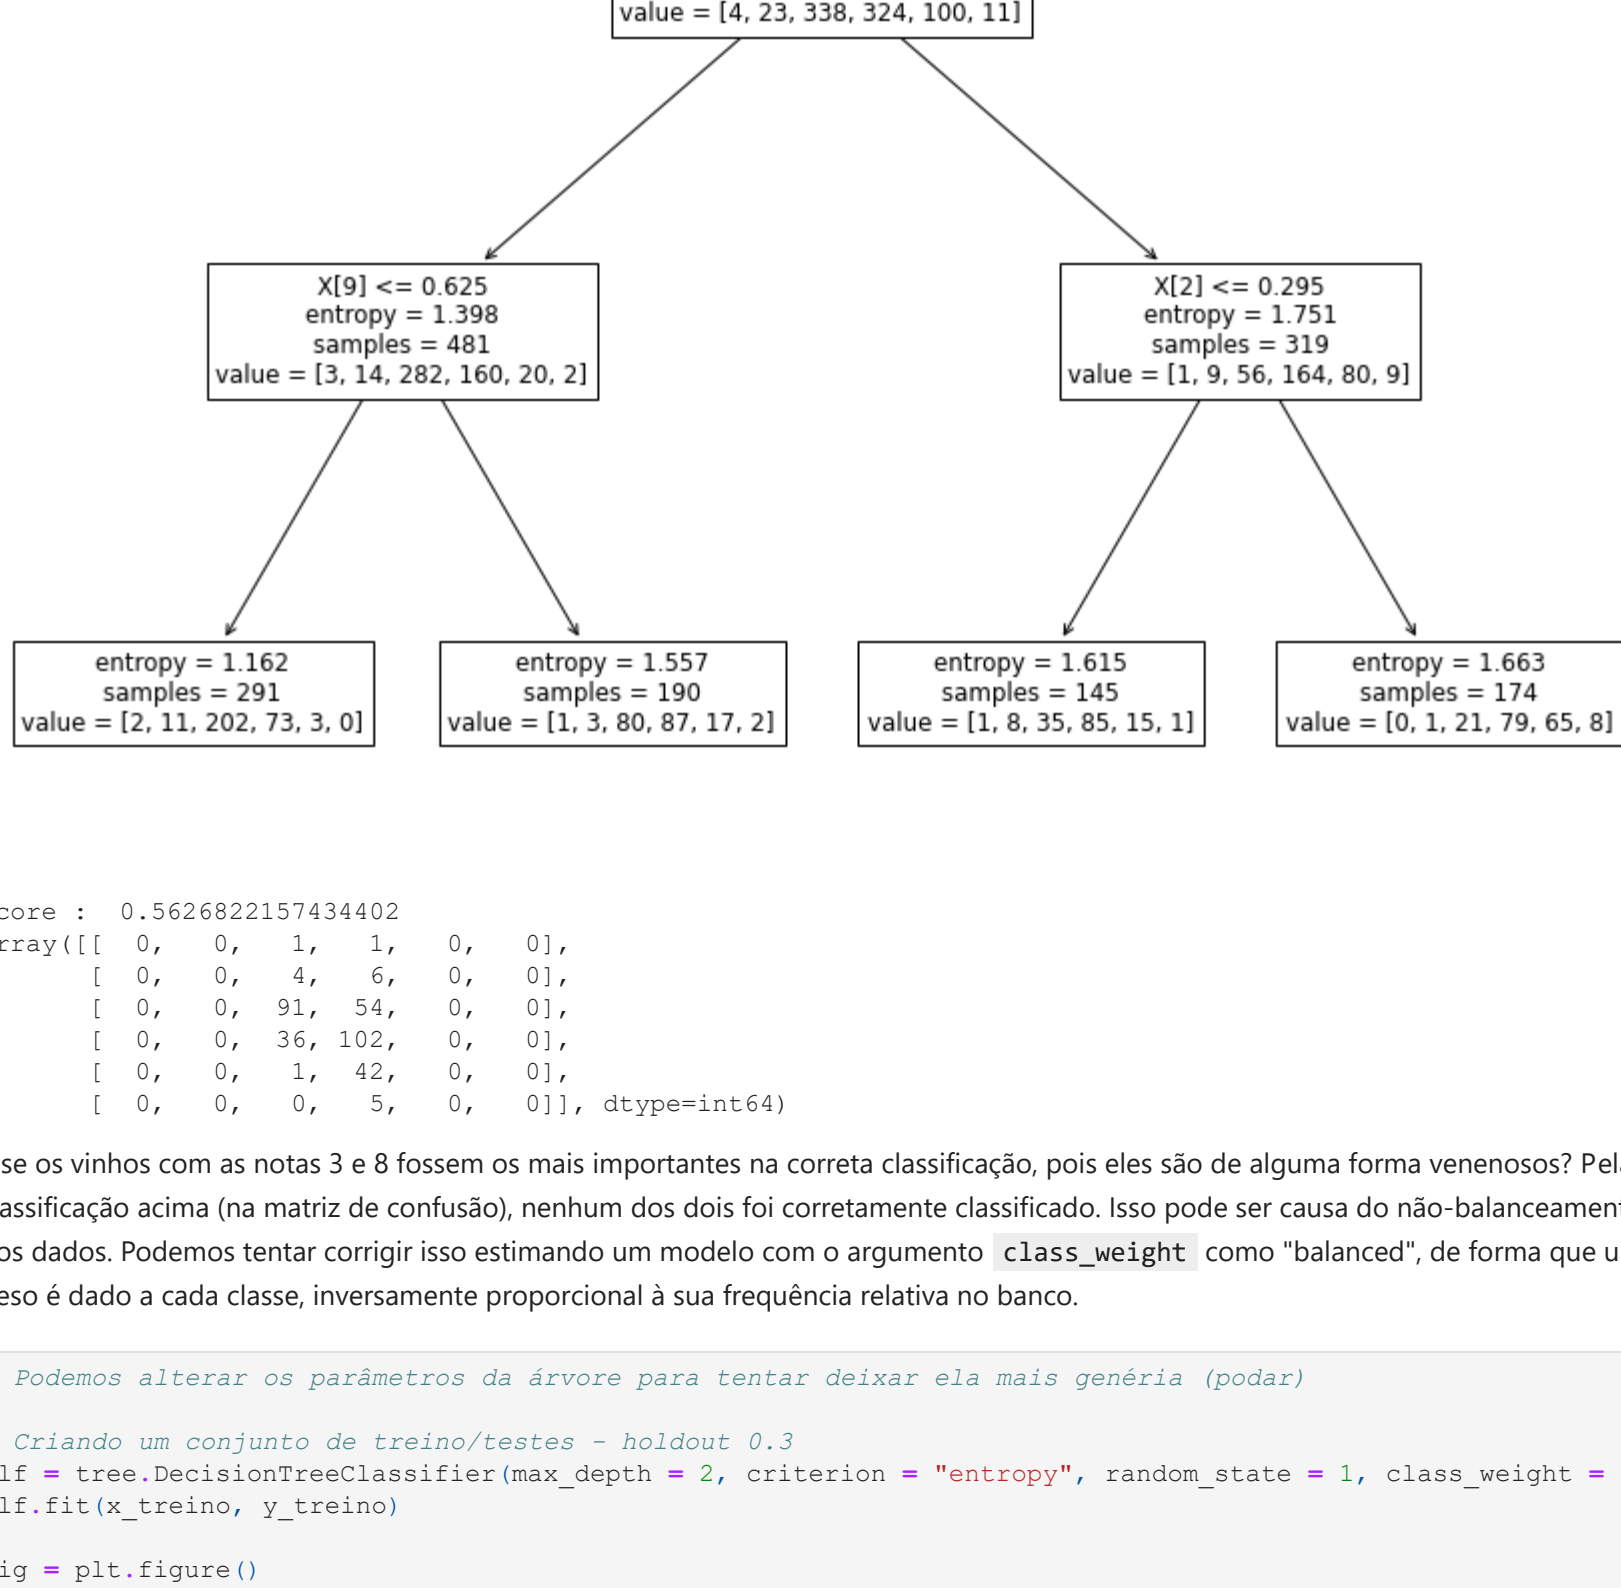 value = [4, 23, 338, 324, 100, 11]
X[9] <= 0.625
entropy = 1.398
samples = 481
value = [3, 14, 282, 160, 20, 2]
X[2] <= 0.295
entropy = 1.751
samples = 319
value = [1, 9, 56, 164, 80, 9]
entropy = 1.162
samples = 291
value = [2, 11, 202, 73, 3, 0]
entropy = 1.557
samples = 190
value = [1, 3, 80, 87, 17, 2]
entropy = 1.615
samples = 145
value = [1, 8, 35, 85, 15, 1]
entropy = 1.663
samples = 174
value = [0, 1, 21, 79, 65, 8]
core :  0.5626822157434402
rray([[  0,   0,   1,   1,   0,   0],
[  0,   0,   4,   6,   0,   0],
[  0,   0,  91,  54,   0,   0],
[  0,   0,  36, 102,   0,   0],
[  0,   0,   1,  42,   0,   0],
[  0,   0,   0,   5,   0,   0]], dtype=int64)
se os vinhos com as notas 3 e 8 fossem os mais importantes na correta classificação, pois eles são de alguma forma venenosos? Pel
assificação acima (na matriz de confusão), nenhum dos dois foi corretamente classificado. Isso pode ser causa do não-balanceament
os dados. Podemos tentar corrigir isso estimando um modelo com o argumento class_weight como "balanced", de forma que u
eso é dado a cada classe, inversamente proporcional à sua frequência relativa no banco.
Podemos alterar os parâmetros da árvore para tentar deixar ela mais genéria (podar)
Criando um conjunto de treino/testes - holdout 0.3
lf = tree.DecisionTreeClassifier(max_depth = 2, criterion = "entropy", random_state = 1, class_weight =
lf.fit(x_treino, y_treino)
ig = plt.figure()